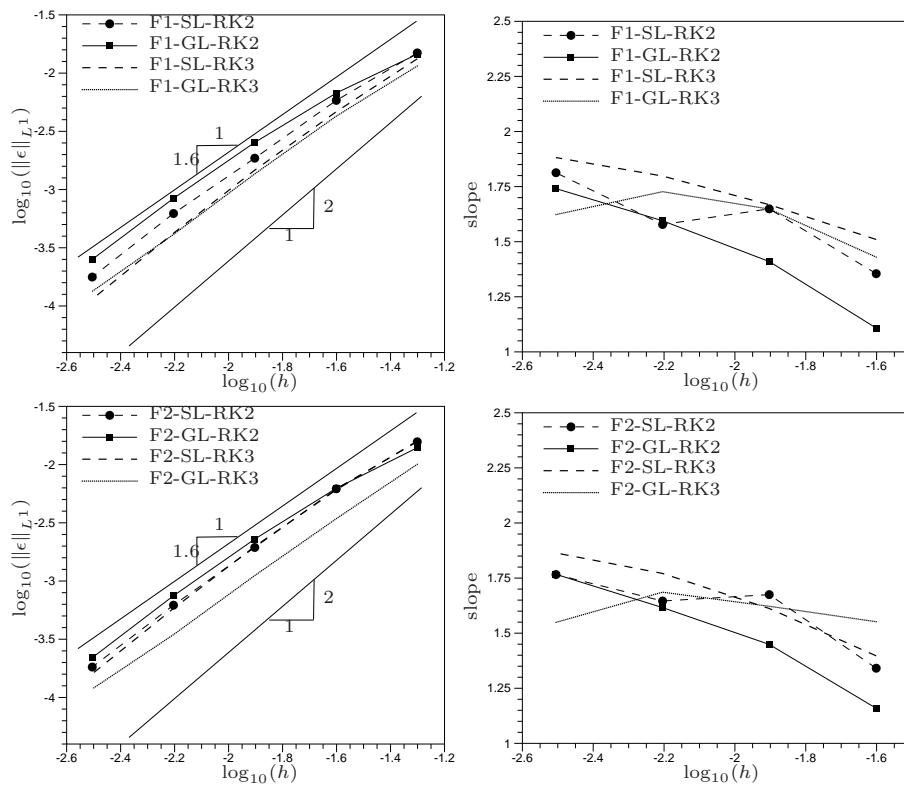 F1-SL-RK2
F1-GL-RK2
F1-SL-RK3
F1-GL-RK3
-1.5
-2
-2.5
-3
-3.5
-4
log10(‖ϵ‖L1)
1
1.6
2
1
-2.6 -2.4 -2.2 -2 -1.8 -1.6 -1.4 -1.2
log10(h)
F1-SL-RK2
F1-GL-RK2
F1-SL-RK3
F1-GL-RK3
2.5
2.25
2
1.75
1.5
1.25
1
slope
-2.6 -2.4 -2.2 -2 -1.8 -1.6
log10(h)
F2-SL-RK2
F2-GL-RK2
F2-SL-RK3
F2-GL-RK3
-1.5
-2
-2.5
-3
-3.5
-4
log10(‖ϵ‖L1)
1
1.6
2
1
-2.6 -2.4 -2.2 -2 -1.8 -1.6 -1.4 -1.2
log10(h)
F2-SL-RK2
F2-GL-RK2
F2-SL-RK3
F2-GL-RK3
2.5
2.25
2
1.75
1.5
1.25
1
slope
-2.6 -2.4 -2.2 -2 -1.8 -1.6
log10(h)